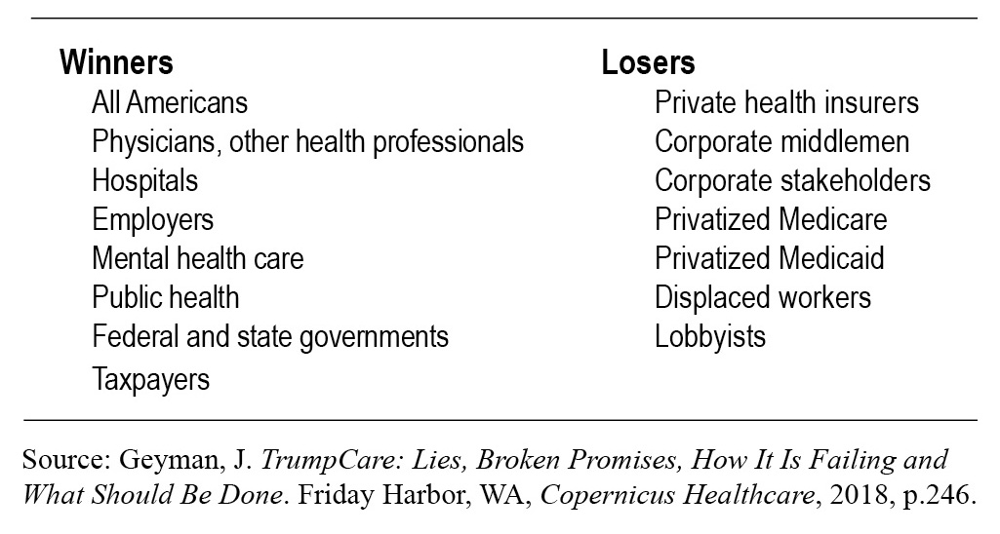 Winners
All Americans
Physicians, other health professionals
Hospitals
Employers
Mental health care
Public health
Federal and state governments
Taxpayers
Losers
Private health insurers
Corporate middlemen
Corporate stakeholders
Privatized Medicare
Privatized Medicaid
Displaced workers
Lobbyists
Source: Geyman, J. TrumpCare: Lies, Broken Promises, How It Is Failing and
What Should Be Done. Friday Harbor, WA, Copernicus Healthcare, 2018, p.246.